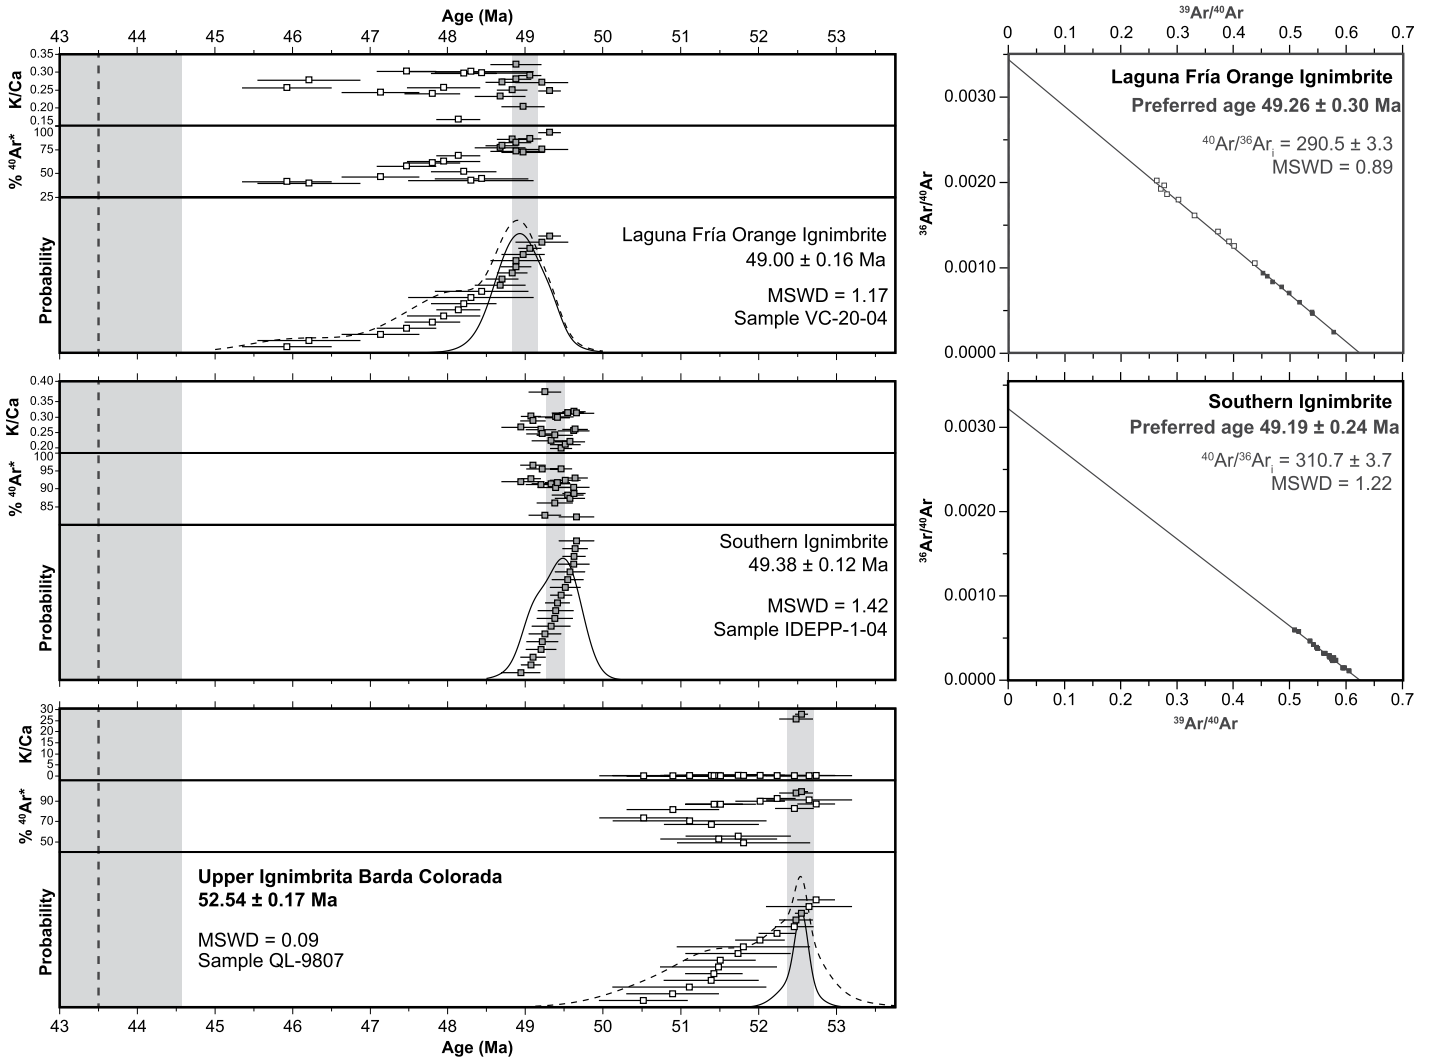 Age (Ma)
43 44 45 46 47 48 49 50 51 52 53
K/Ca
0.35
0.30
0.25
0.20
0.15
% ⁴⁰Ar*
100
75
50
25
Probability
Laguna Fría Orange Ignimbrite
49.00 ± 0.16 Ma
MSWD = 1.17
Sample VC-20-04
K/Ca
0.40
0.35
0.30
0.25
0.20
% ⁴⁰Ar*
100
95
90
85
Probability
Southern Ignimbrite
49.38 ± 0.12 Ma
MSWD = 1.42
Sample IDEPP-1-04
K/Ca
30
25
20
15
10
5
0
% ⁴⁰Ar*
90
70
50
Probability
Upper Ignimbrita Barda Colorada
52.54 ± 0.17 Ma
MSWD = 0.09
Sample QL-9807
43 44 45 46 47 48 49 50 51 52 53
Age (Ma)
³⁹Ar/⁴⁰Ar
0 0.1 0.2 0.3 0.4 0.5 0.6 0.7
³⁶Ar/⁴⁰Ar
0.0030
0.0020
0.0010
0.0000
Laguna Fría Orange Ignimbrite
Preferred age 49.26 ± 0.30 Ma
⁴⁰Ar/³⁶Arᵢ = 290.5 ± 3.3
MSWD = 0.89
³⁶Ar/⁴⁰Ar
0.0030
0.0020
0.0010
0.0000
Southern Ignimbrite
Preferred age 49.19 ± 0.24 Ma
⁴⁰Ar/³⁶Arᵢ = 310.7 ± 3.7
MSWD = 1.22
0 0.1 0.2 0.3 0.4 0.5 0.6 0.7
³⁹Ar/⁴⁰Ar